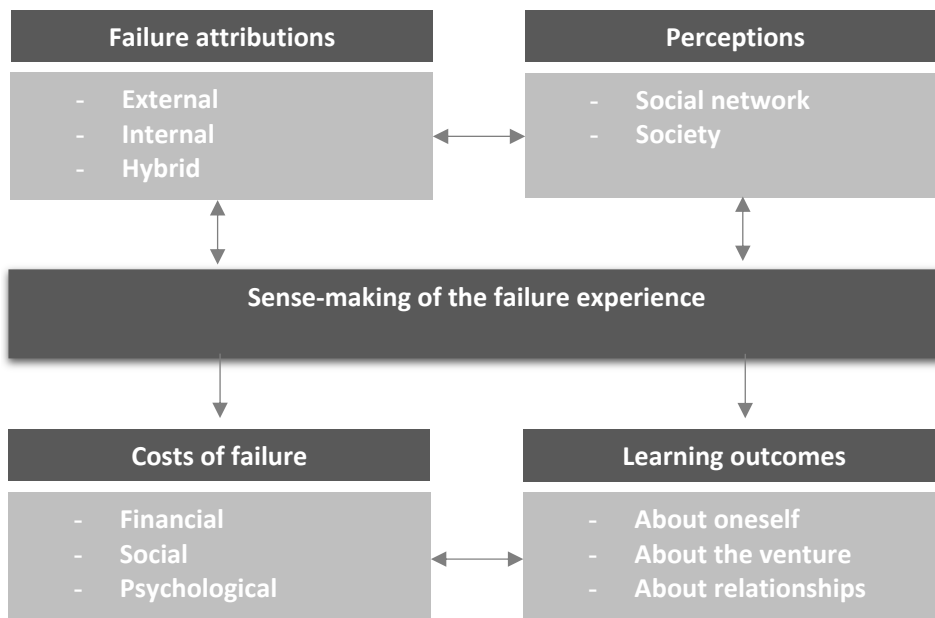 Failure attributions
- External
- Internal
- Hybrid
Perceptions
- Social network
- Society
Sense-making of the failure experience
Costs of failure
- Financial
- Social
- Psychological
Learning outcomes
- About oneself
- About the venture
- About relationships